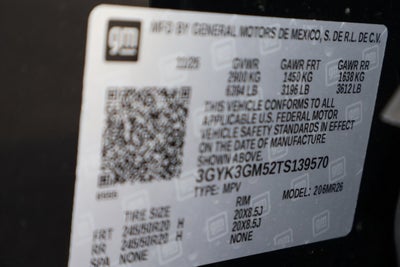 gm
MFD BY GENERAL MOTORS DE MEXICO, S. DE R.L. DE C.V.
11/25 GVWR GAWR FRT GAWR RR
2900 KG 1450 KG 1638 KG
6394 LB 3196 LB 3612 LB
THIS VEHICLE CONFORMS TO ALL
APPLICABLE U.S. FEDERAL MOTOR
VEHICLE SAFETY STANDARDS IN EFFECT
ON THE DATE OF MANUFACTURE
SHOWN ABOVE.
3GYK3GM52TS139570
TYPE: MPV MODEL: 206MR26
TIRE SIZE RIM
FRT 245/50R20 H 20X8.5J
RR 245/50R20 H 20X8.5J
SPA NONE NONE